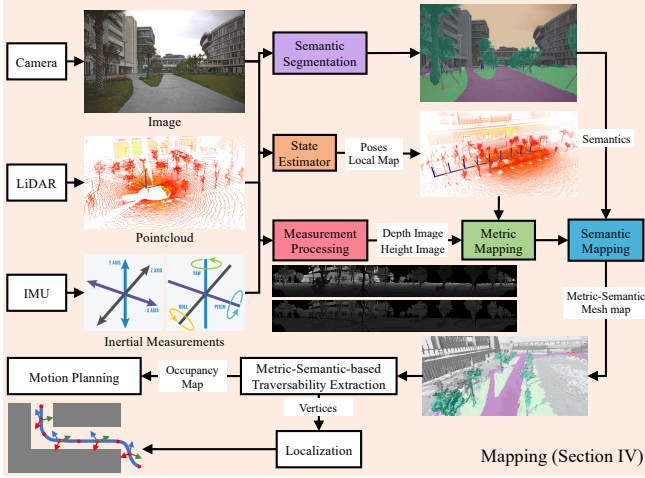 Camera
Image
Semantic
Segmentation
Semantics
LiDAR
Pointcloud
State
Estimator
Poses
Local Map
IMU
Y AXIS
Z AXIS
X AXIS
YAW
ROLL
PITCH
Inertial Measurements
Measurement
Processing
Depth Image
Height Image
Metric
Mapping
Semantic
Mapping
Metric-Semantic
Mesh map
Motion Planning
Occupancy
Map
Metric-Semantic-based
Traversability Extraction
Vertices
Localization
Mapping (Section IV)